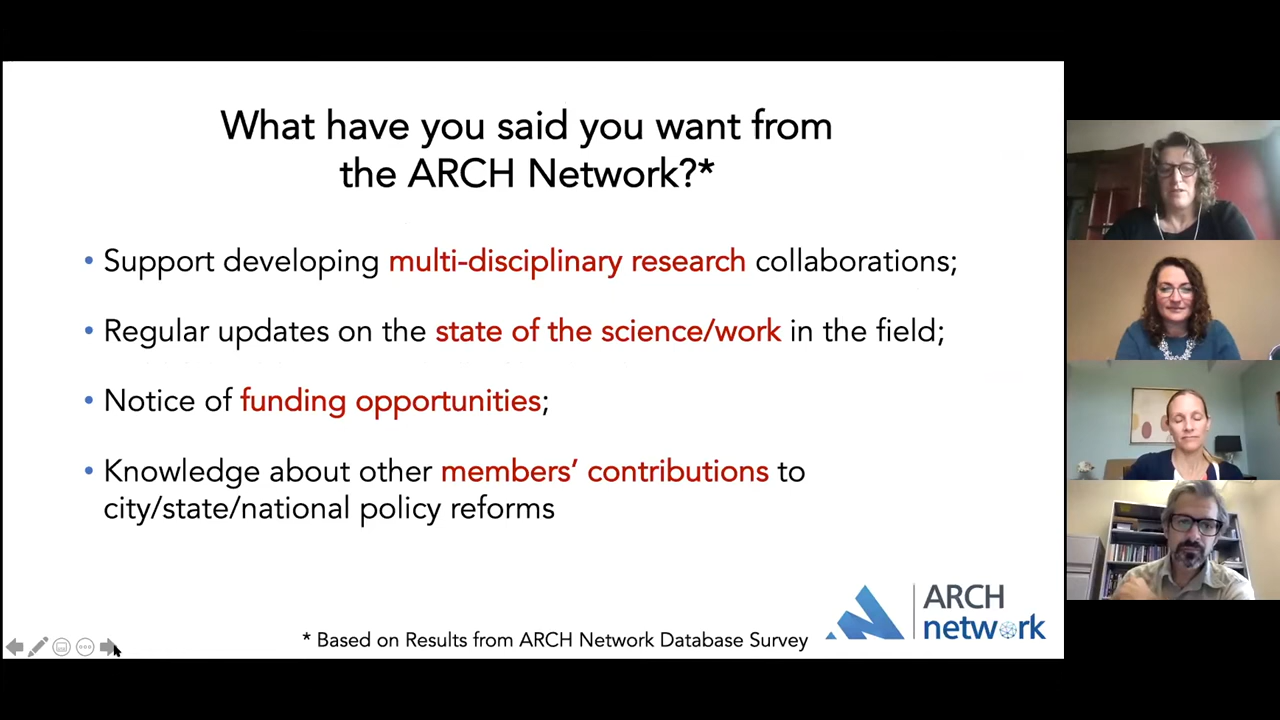 What have you said you want from
the ARCH Network?*
• Support developing multi-disciplinary research collaborations;
• Regular updates on the state of the science/work in the field;
• Notice of funding opportunities;
• Knowledge about other members’ contributions to
city/state/national policy reforms
* Based on Results from ARCH Network Database Survey
ARCH
network